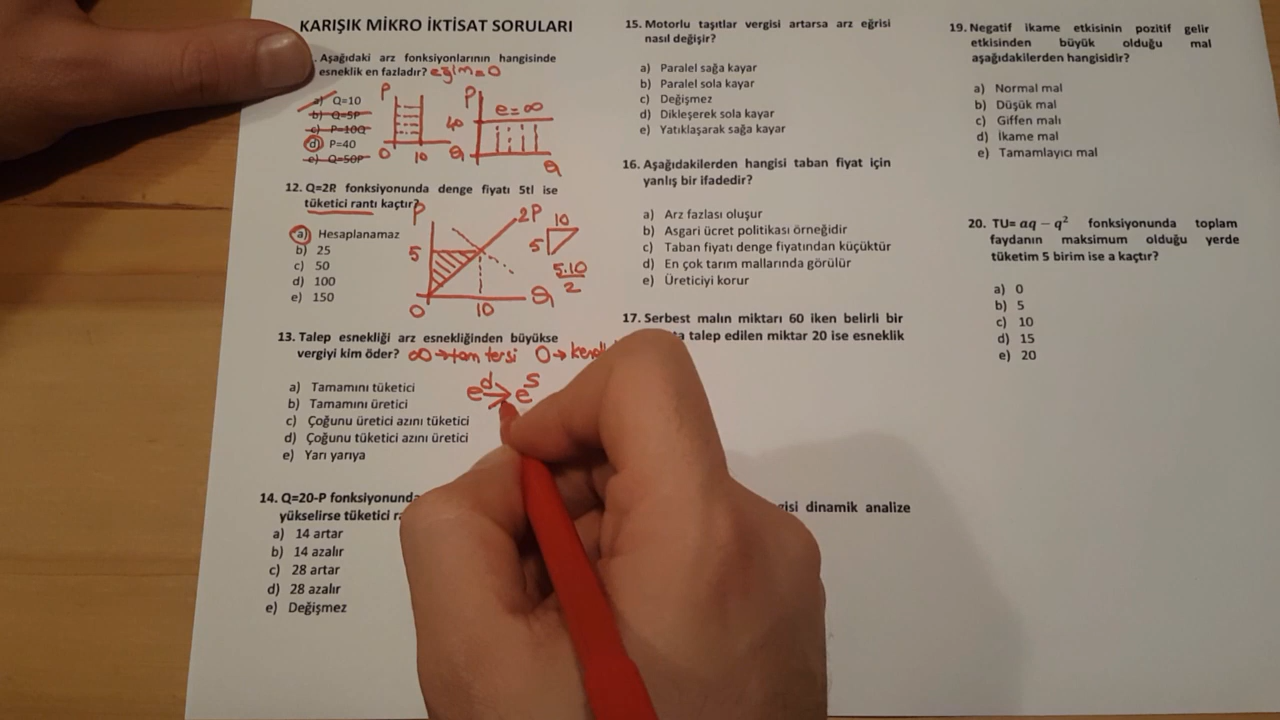 KARIŞIK MİKRO İKTİSAT SORULARI
. Aşağıdaki arz fonksiyonlarının hangisinde
esneklik en fazladır? eğim=0
a) Q=10
b) Q=5P
c) P=10Q
d) P=40
e) Q=50P
P
0 10 Q
P
40
e=∞
Q
12. Q=2P fonksiyonunda denge fiyatı 5tl ise
tüketici rantı kaçtır?
a) Hesaplanamaz
b) 25
c) 50
d) 100
e) 150
P
2P
5
0
10
Q
10
5
5.10
2
13. Talep esnekliği arz esnekliğinden büyükse
vergiyi kim öder? ∞→tam tersi 0→
a) Tamamını tüketici
b) Tamamını üretici
c) Çoğunu üretici azını tüketici
d) Çoğunu tüketici azını üretici
e) Yarı yarıya
e^d > e^s
14. Q=20-P
yükselirse tüketici
a) 14 artar
b) 14 azalır
c) 28 artar
d) 28 azalır
e) Değişmez
15. Motorlu taşıtlar vergisi artarsa arz eğrisi
nasıl değişir?
a) Paralel sağa kayar
b) Paralel sola kayar
c) Değişmez
d) Dikleşerek sola kayar
e) Yatıklaşarak sağa kayar
16. Aşağıdakilerden hangisi taban fiyat için
yanlış bir ifadedir?
a) Arz fazlası oluşur
b) Asgari ücret politikası örneğidir
c) Taban fiyatı denge fiyatından küçüktür
d) En çok tarım mallarında görülür
e) Üreticiyi korur
17. Serbest malın miktarı 60 iken belirli bir
talep edilen miktar 20 ise esneklik
dinamik analize
19. Negatif ikame etkisinin pozitif gelir
etkisinden büyük olduğu mal
aşağıdakilerden hangisidir?
a) Normal mal
b) Düşük mal
c) Giffen malı
d) İkame mal
e) Tamamlayıcı mal
20. TU= aq − q² fonksiyonunda toplam
faydanın maksimum olduğu yerde
tüketim 5 birim ise a kaçtır?
a) 0
b) 5
c) 10
d) 15
e) 20